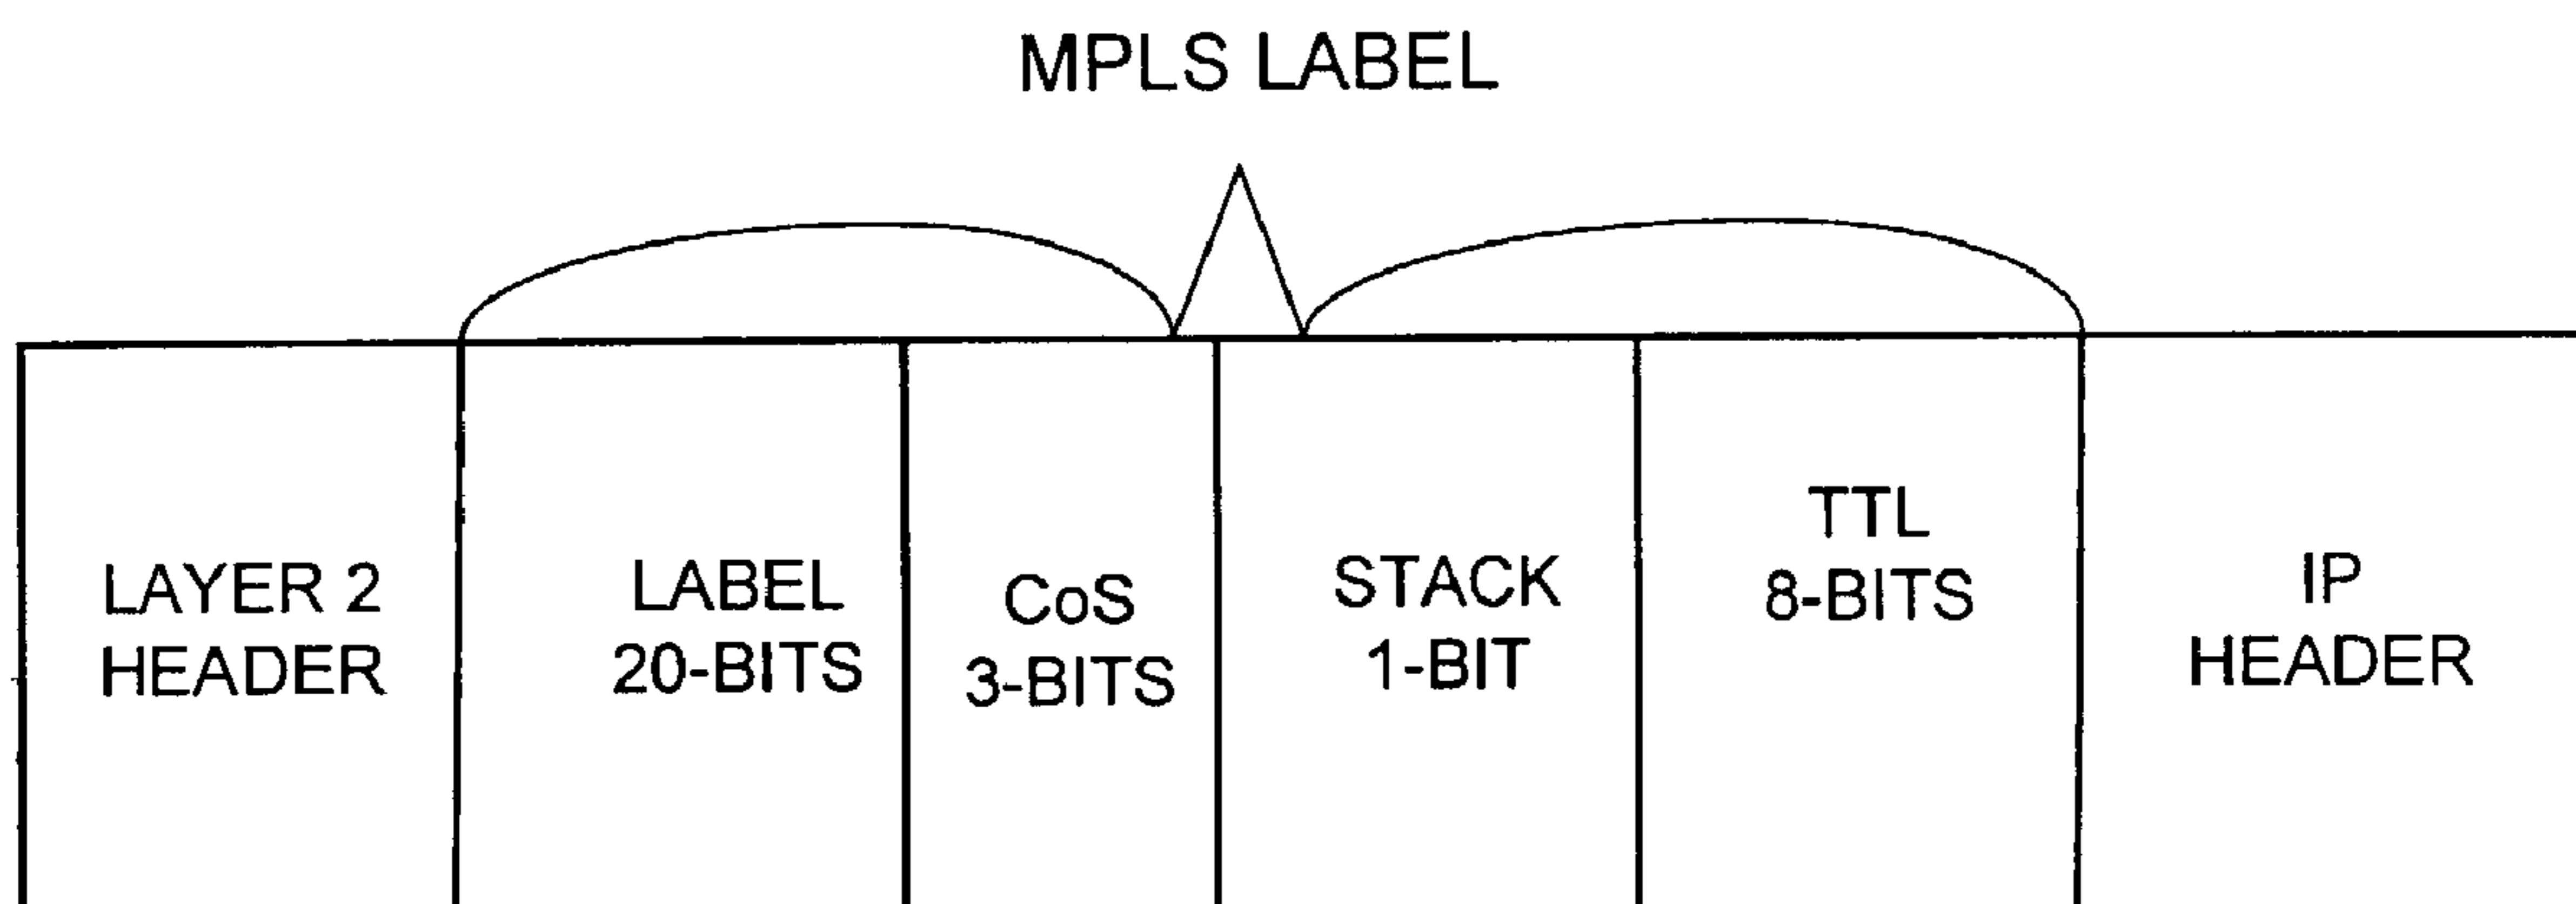 MPLS LABEL
LAYER 2
HEADER
LABEL
20-BITS
CoS
3-BITS
STACK
1-BIT
TTL
8-BITS
IP
HEADER